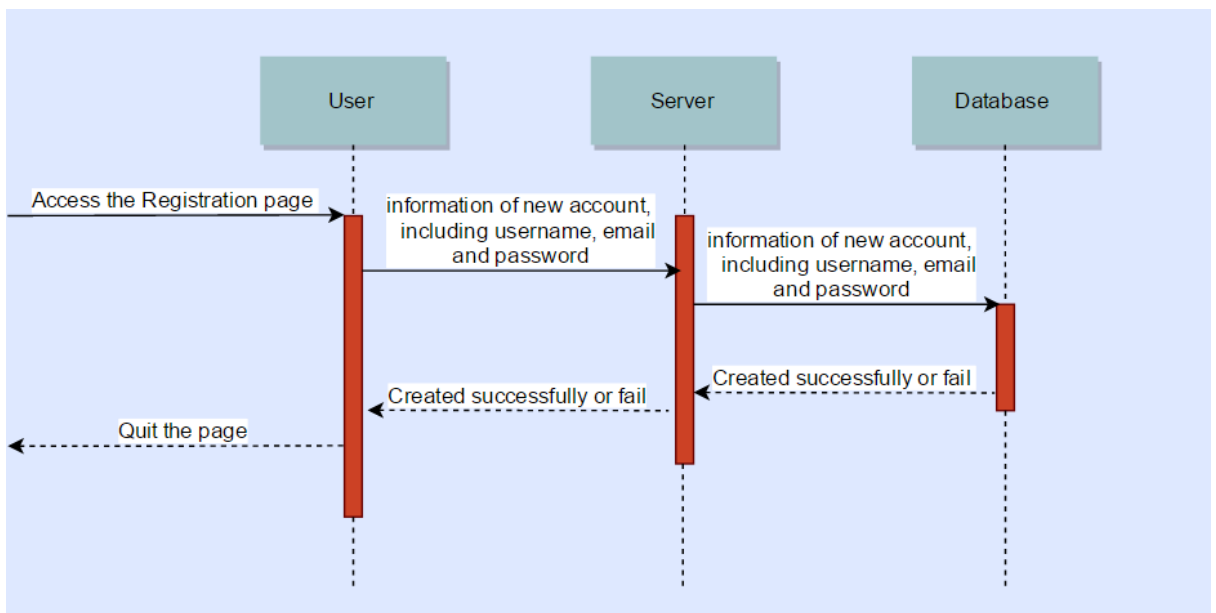 User
Server
Database
Access the Registration page
information of new account,
including username, email
and password
information of new account,
including username, email
and password
Created successfully or fail
Created successfully or fail
Quit the page